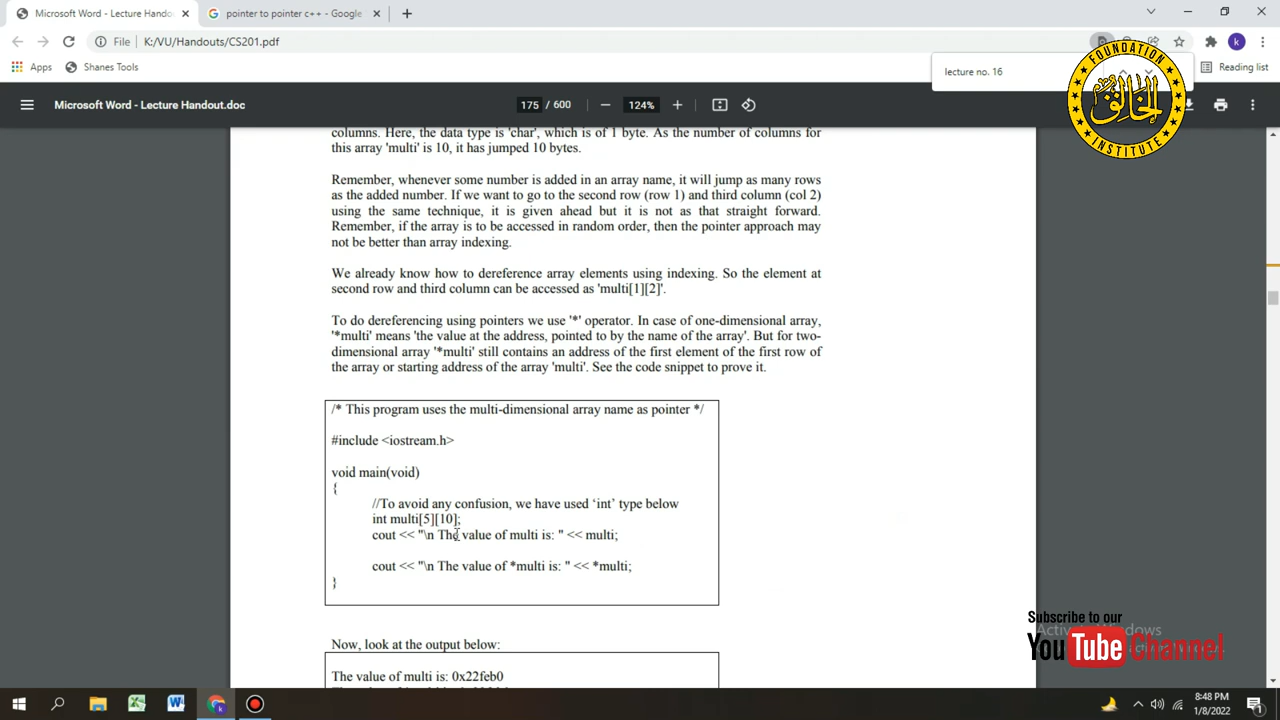 Microsoft Word - Lecture Handou
pointer to pointer c++ - Google
File
K:/VU/Handouts/CS201.pdf
lecture no. 16
Apps
Shanes Tools
Reading list
FOUNDATION
الخالق
INSTITUTE
Microsoft Word - Lecture Handout.doc
175 / 600
124%
columns. Here, the data type is 'char', which is of 1 byte. As the number of columns for
this array 'multi' is 10, it has jumped 10 bytes.
Remember, whenever some number is added in an array name, it will jump as many rows
as the added number. If we want to go to the second row (row 1) and third column (col 2)
using the same technique, it is given ahead but it is not as that straight forward.
Remember, if the array is to be accessed in random order, then the pointer approach may
not be better than array indexing.
We already know how to dereference array elements using indexing. So the element at
second row and third column can be accessed as 'multi[1][2]'.
To do dereferencing using pointers we use '*' operator. In case of one-dimensional array,
'*multi' means 'the value at the address, pointed to by the name of the array'. But for two-
dimensional array '*multi' still contains an address of the first element of the first row of
the array or starting address of the array 'multi'. See the code snippet to prove it.
/* This program uses the multi-dimensional array name as pointer */
#include <iostream.h>
void main(void)
{
//To avoid any confusion, we have used ‘int’ type below
int multi[5][10];
cout << "\n The value of multi is: " << multi;
cout << "\n The value of *multi is: " << *multi;
}
Now, look at the output below:
The value of multi is: 0x22feb0
Subscribe to our
You Tube Channel
8:48 PM
1/8/2022